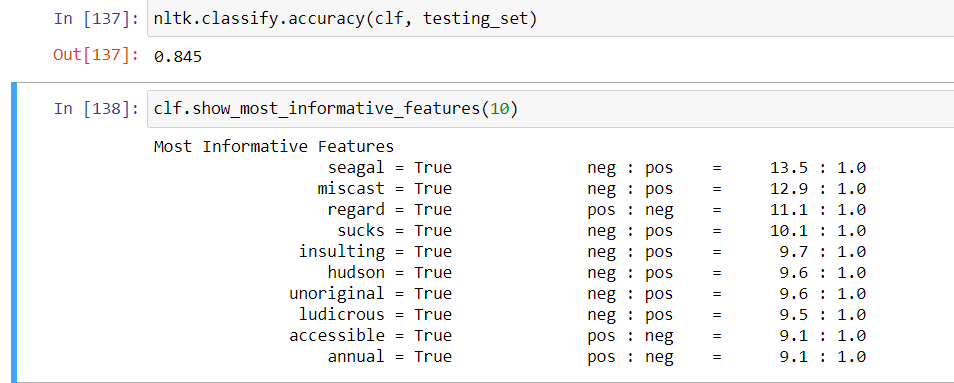 In [137]: nltk.classify.accuracy(clf, testing_set)
Out[137]: 0.845
In [138]: clf.show_most_informative_features(10)
Most Informative Features
seagal = True neg : pos = 13.5 : 1.0
miscast = True neg : pos = 12.9 : 1.0
regard = True pos : neg = 11.1 : 1.0
sucks = True neg : pos = 10.1 : 1.0
insulting = True neg : pos = 9.7 : 1.0
hudson = True neg : pos = 9.6 : 1.0
unoriginal = True neg : pos = 9.6 : 1.0
ludicrous = True neg : pos = 9.5 : 1.0
accessible = True pos : neg = 9.1 : 1.0
annual = True pos : neg = 9.1 : 1.0